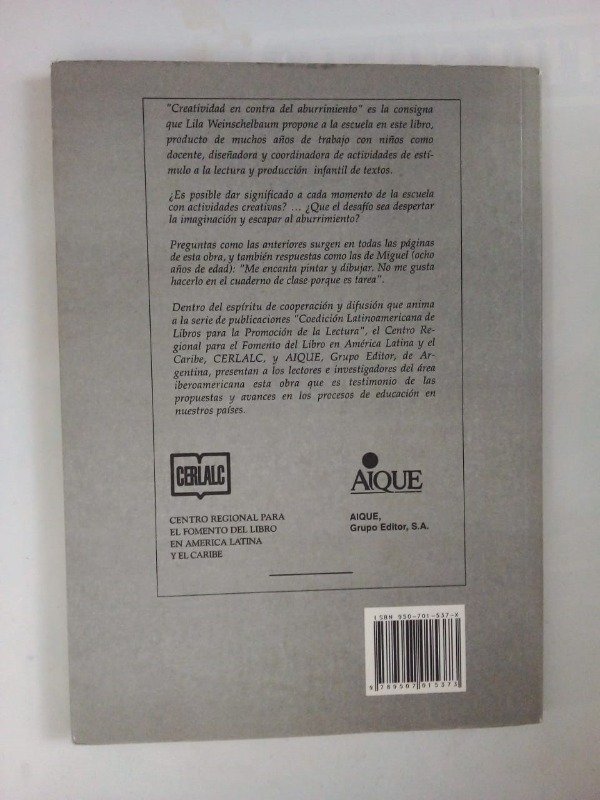 "Creatividad en contra del aburrimiento" es la consigna
que Lila Weinschelbaum propone a la escuela en este libro,
producto de muchos años de trabajo con niños como
docente, diseñadora y coordinadora de actividades de estí-
mulo a la lectura y producción infantil de textos.
¿Es posible dar significado a cada momento de la escuela
con actividades creativas? ... ¿Que el desafío sea despertar
la imaginación y escapar al aburrimiento?
Preguntas como las anteriores surgen en todas las páginas
de esta obra, y también respuestas como las de Miguel (ocho
años de edad): "Me encanta pintar y dibujar. No me gusta
hacerlo en el cuaderno de clase porque es tarea".
Dentro del espíritu de cooperación y difusión que anima
a la serie de publicaciones "Coedición Latinoamericana de
Libros para la Promoción de la Lectura", el Centro Re-
gional para el Fomento del Libro en América Latina y el
Caribe, CERLALC, y AIQUE, Grupo Editor, de Ar-
gentina, presentan a los lectores e investigadores del área
iberoamericana esta obra que es testimonio de las
propuestas y avances en los procesos de educación en
nuestros países.
CERLALC
CENTRO REGIONAL PARA
EL FOMENTO DEL LIBRO
EN AMERICA LATINA
Y EL CARIBE
AIQUE
AIQUE,
Grupo Editor, S.A.
ISBN 950-701-537-X
9 789507 015373